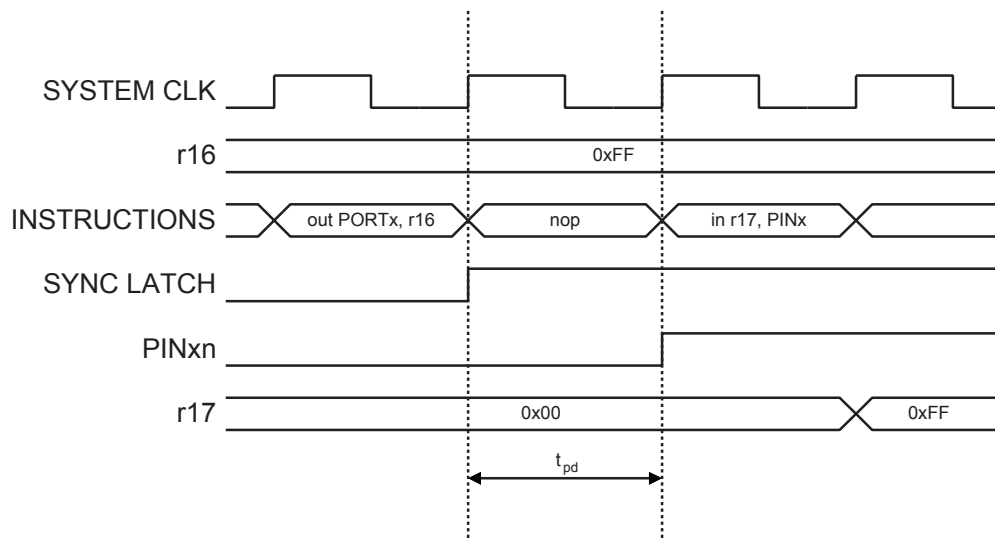 SYSTEM CLK
r16
0xFF
INSTRUCTIONS
out PORTx, r16
nop
in r17, PINx
SYNC LATCH
PINxn
r17
0x00
0xFF
tpd